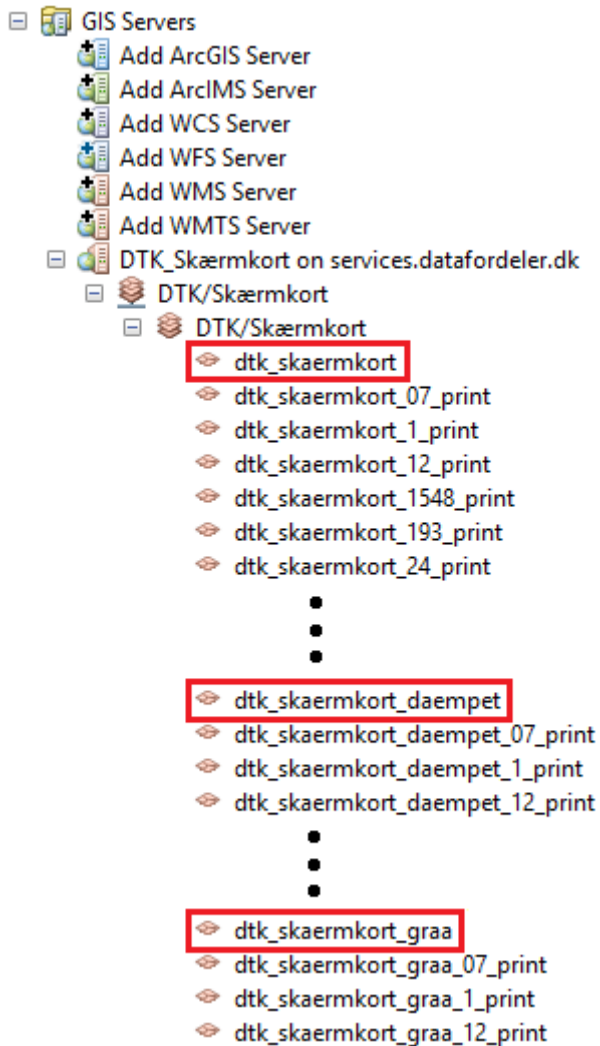 GIS Servers
Add ArcGIS Server
Add ArcIMS Server
Add WCS Server
Add WFS Server
Add WMS Server
Add WMTS Server
DTK_Skærmkort on services.datafordeler.dk
DTK/Skærmkort
DTK/Skærmkort
dtk_skaermkort
dtk_skaermkort_07_print
dtk_skaermkort_1_print
dtk_skaermkort_12_print
dtk_skaermkort_1548_print
dtk_skaermkort_193_print
dtk_skaermkort_24_print
dtk_skaermkort_daempet
dtk_skaermkort_daempet_07_print
dtk_skaermkort_daempet_1_print
dtk_skaermkort_daempet_12_print
dtk_skaermkort_graa
dtk_skaermkort_graa_07_print
dtk_skaermkort_graa_1_print
dtk_skaermkort_graa_12_print